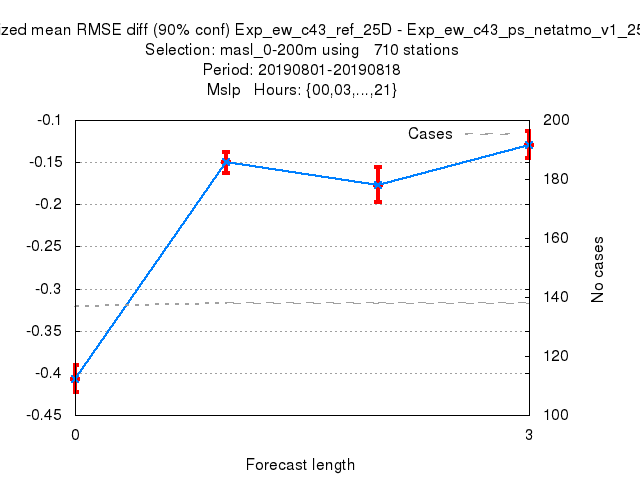 ized mean RMSE diff (90% conf) Exp_ew_c43_ref_25D - Exp_ew_c43_ps_netatmo_v1_25
Selection: masl_0-200m using   710 stations
Period: 20190801-20190818
Mslp   Hours: {00,03,...,21}
Cases
-0.1
-0.15
-0.2
-0.25
-0.3
-0.35
-0.4
-0.45
200
180
160
140
120
100
No cases
0
3
Forecast length